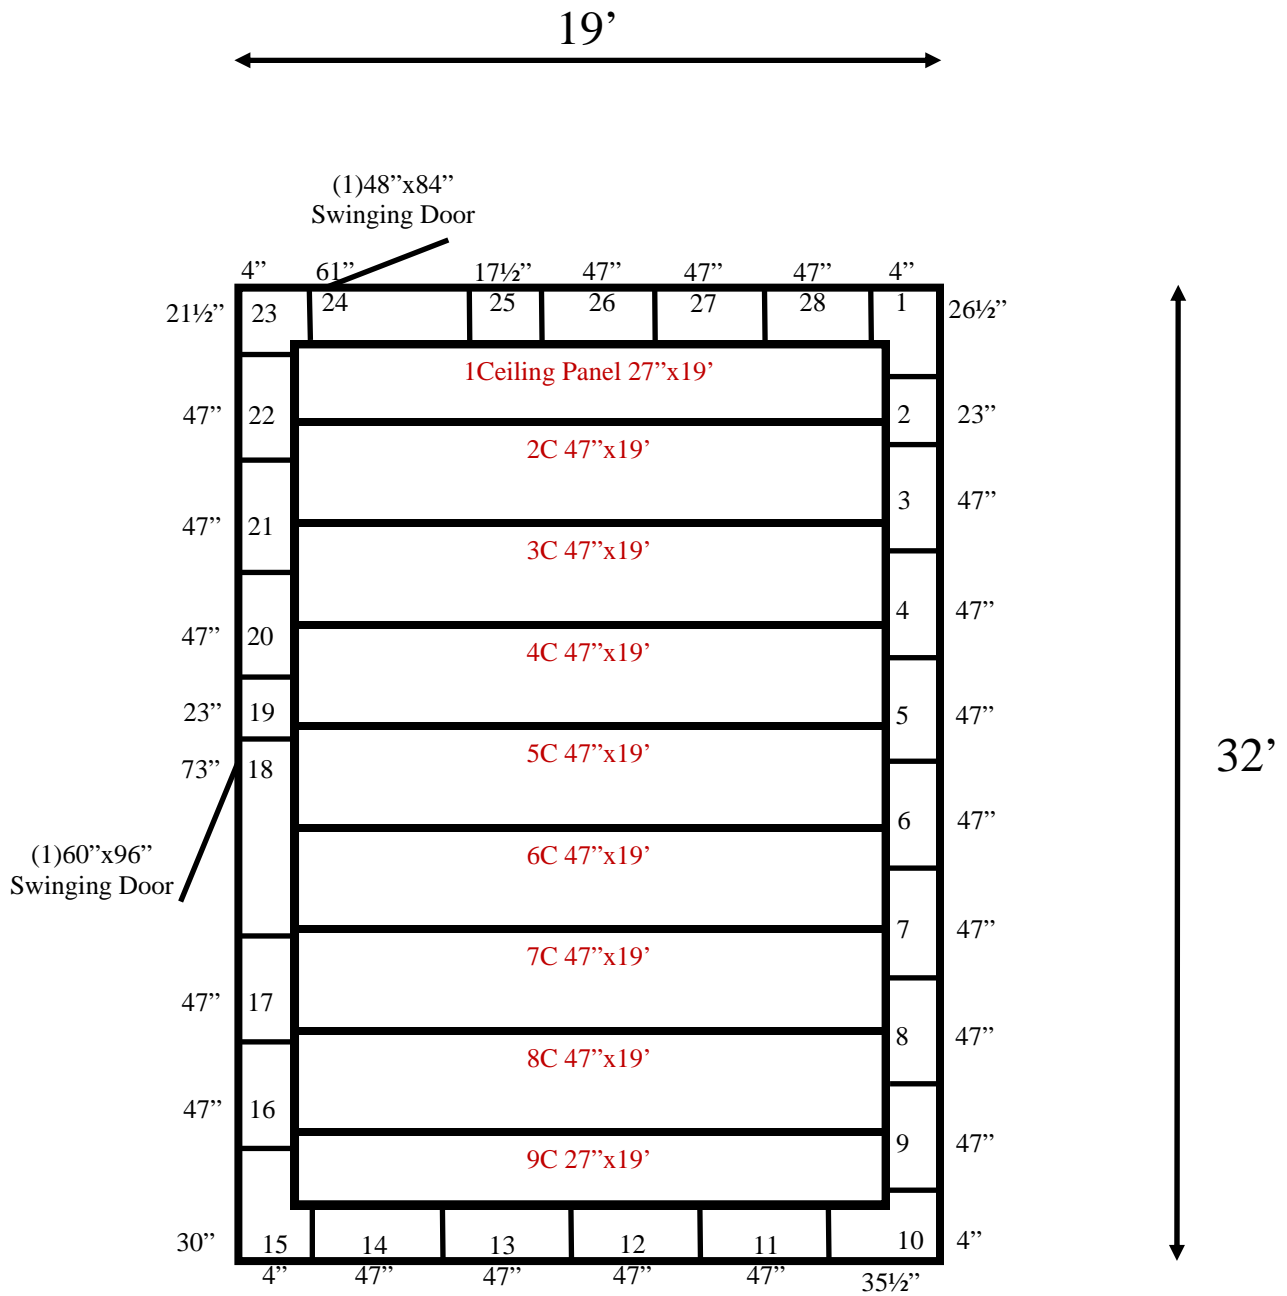 19’
(1)48”x84”
Swinging Door
4” 61” 17½” 47” 47” 47” 4”
21½” 23 24 25 26 27 28 1 26½”
1Ceiling Panel 27”x19’
47” 22 2 23”
2C 47”x19’
3 47”
47” 21
3C 47”x19’
4 47”
47” 20
4C 47”x19’
23” 19 5 47”
5C 47”x19’
32’
73” 18
6 47”
(1)60”x96”
Swinging Door
6C 47”x19’
7 47”
7C 47”x19’
47” 17
8 47”
8C 47”x19’
47” 16
9 47”
9C 27”x19’
30” 15 14 13 12 11 10 4”
4” 47” 47” 47” 47” 35½”